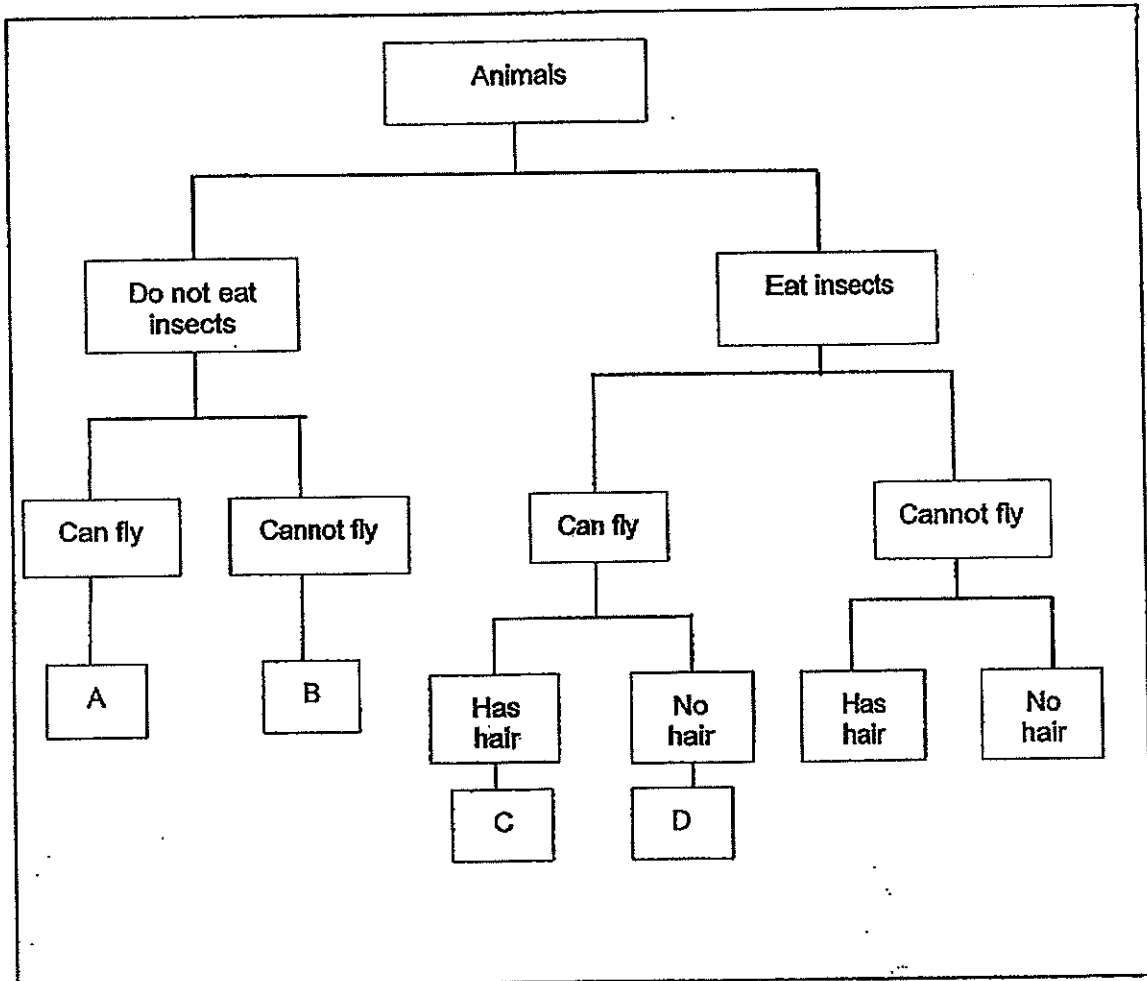 Animals
Do not eat
insects
Eat insects
Can fly
Cannot fly
Can fly
Cannot fly
A
B
Has
hair
No
hair
Has
hair
No
hair
C
D